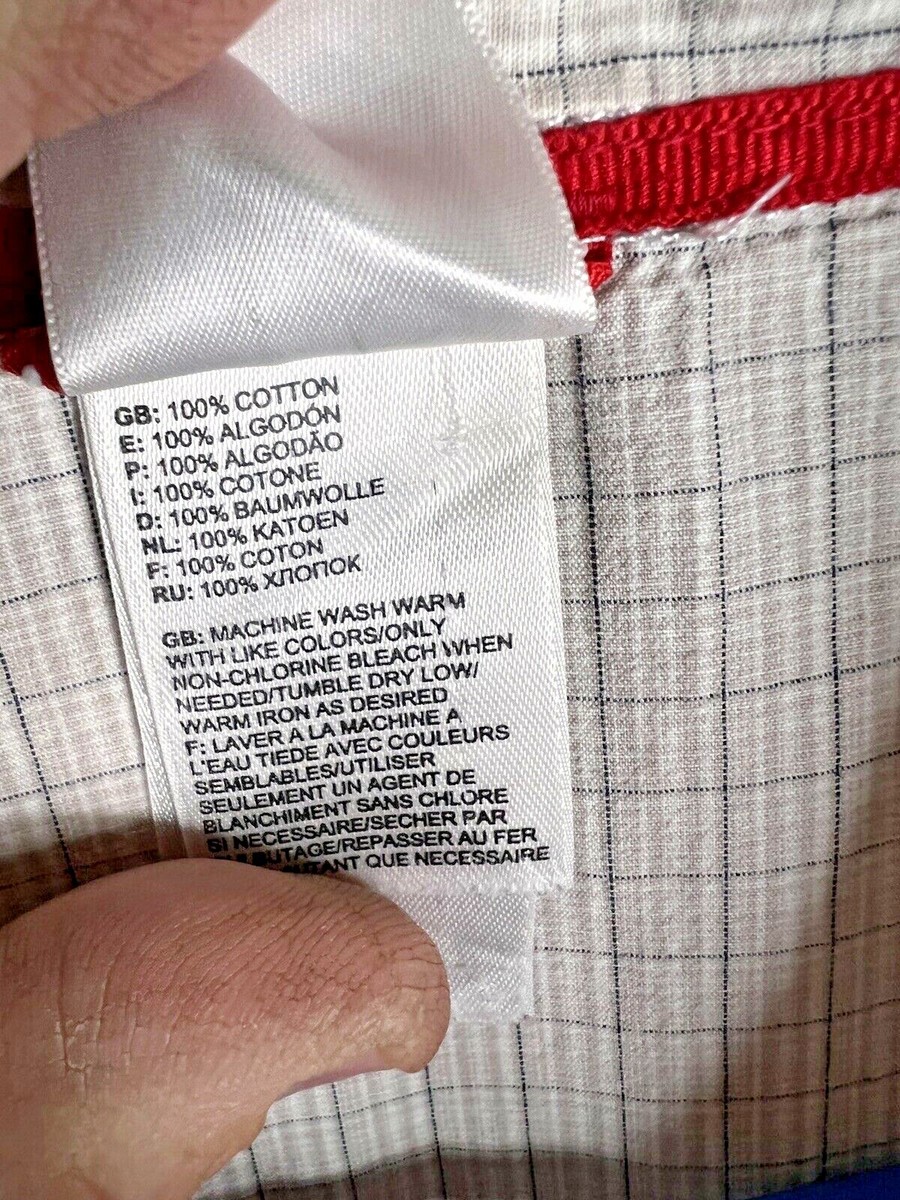 GB: 100% COTTON
E: 100% ALGODÓN
P: 100% ALGODÃO
I: 100% COTONE
D: 100% BAUMWOLLE
NL: 100% KATOEN
F: 100% COTON
RU: 100% ХЛОПОК
GB: MACHINE WASH WARM
WITH LIKE COLORS/ONLY
NON-CHLORINE BLEACH WHEN
NEEDED/TUMBLE DRY LOW/
WARM IRON AS DESIRED
F: LAVER A LA MACHINE A
L'EAU TIEDE AVEC COULEURS
SEMBLABLES/UTILISER
SEULEMENT UN AGENT DE
BLANCHIMENT SANS CHLORE
SI NECESSAIRE/SECHER PAR
REPASSER AU FER
QUE NECESSAIRE